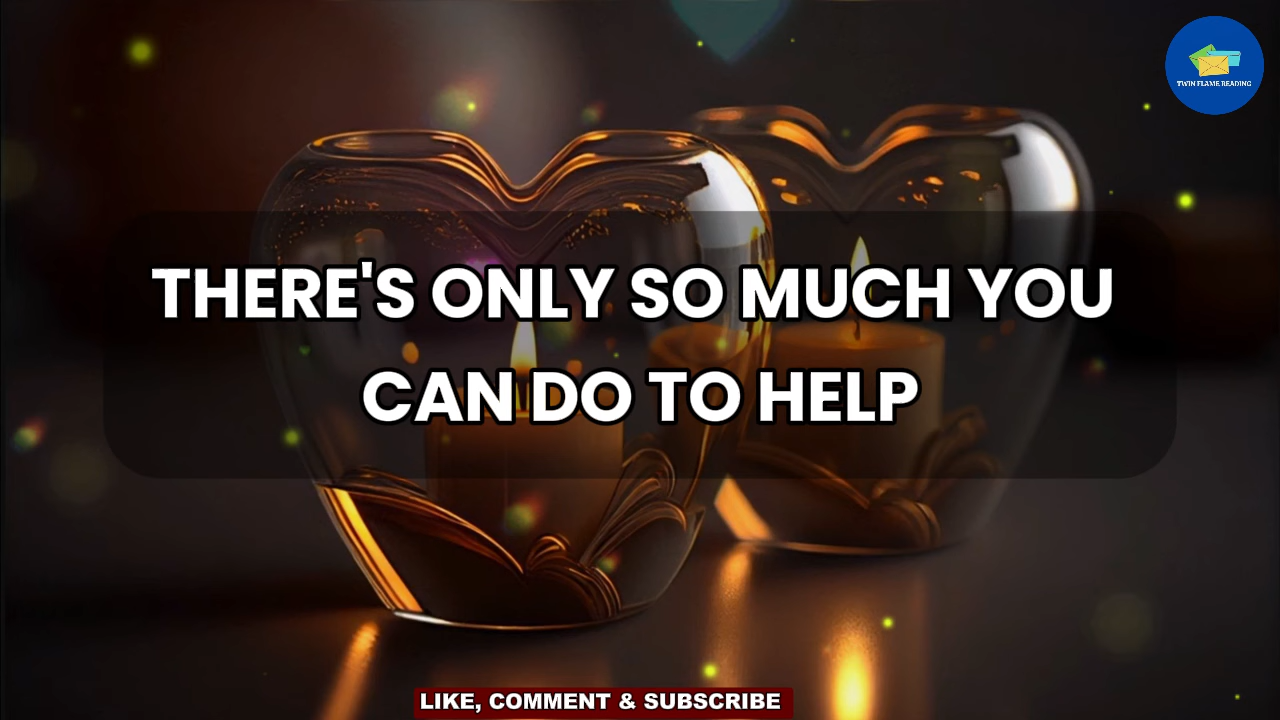 TWIN FLAME READING
THERE'S ONLY SO MUCH YOU
CAN DO TO HELP
LIKE, COMMENT & SUBSCRIBE